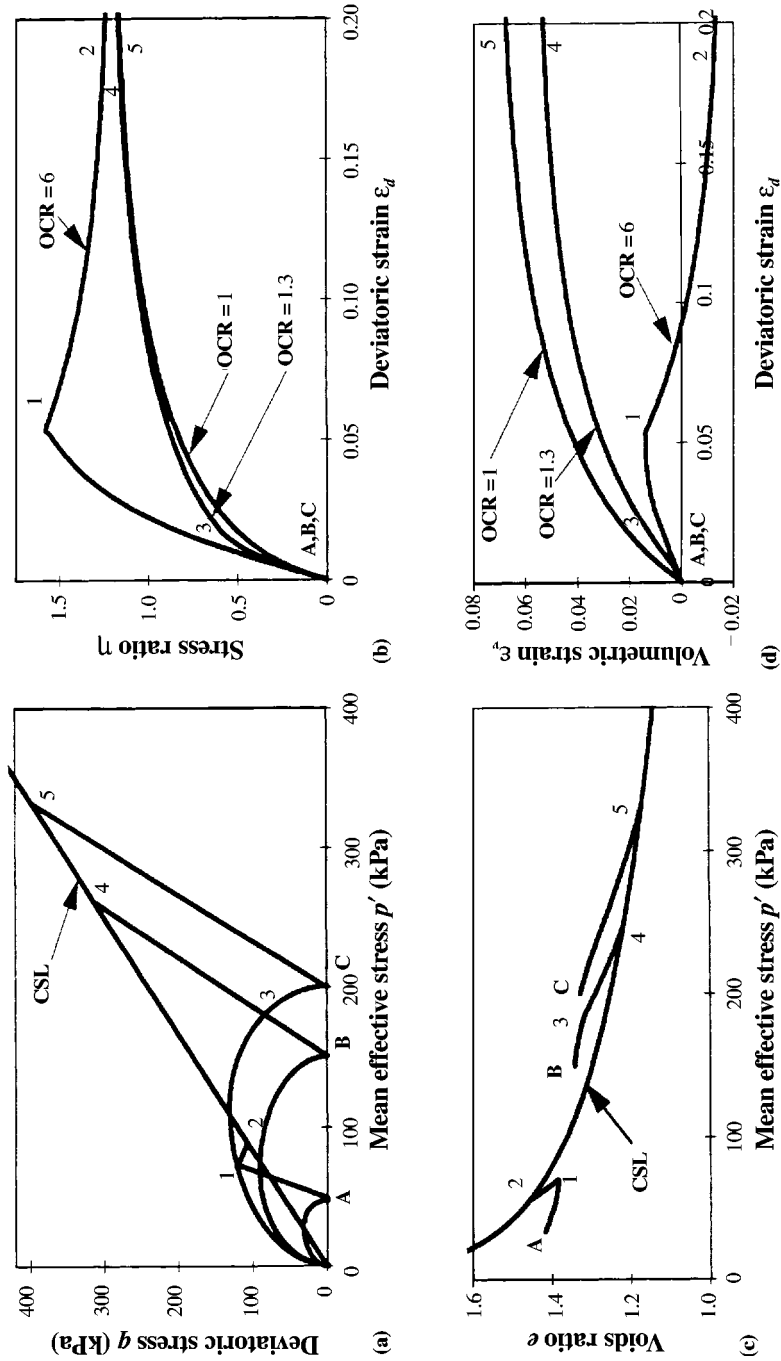 Deviatoric stress q (kPa)
400
300
200
100
0
CSL
5
4
3
1
2
A
B
C
0
100
200
300
400
Mean effective stress p′ (kPa)
(a)
Stress ratio η
1.5
1.0
0.5
0
1
OCR = 6
2
4
5
3
OCR = 1
OCR = 1.3
A,B,C
0
0.05
0.10
0.15
0.20
Deviatoric strain εd
(b)
Voids ratio e
1.6
1.4
1.2
1.0
A
2
1
B
3
C
4
5
CSL
0
100
200
300
400
Mean effective stress p′ (kPa)
(c)
Volumetric strain εv
0.08
0.06
0.04
0.02
0
−0.02
OCR = 1
OCR = 1.3
OCR = 6
5
4
3
1
2
A,B,C
0
0.05
0.1
0.15
0.2
Deviatoric strain εd
(d)